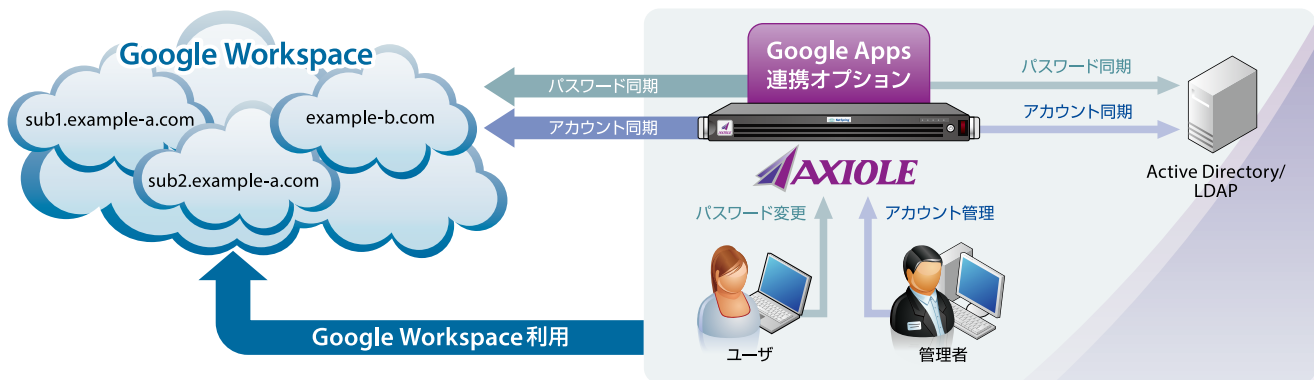 Google Workspace
sub1.example-a.com
example-b.com
sub2.example-a.com
パスワード同期
アカウント同期
Google Apps
連携オプション
パスワード同期
アカウント同期
Active Directory/
LDAP
AXIOLE
パスワード変更
アカウント管理
ユーザ
管理者
Google Workspace利用